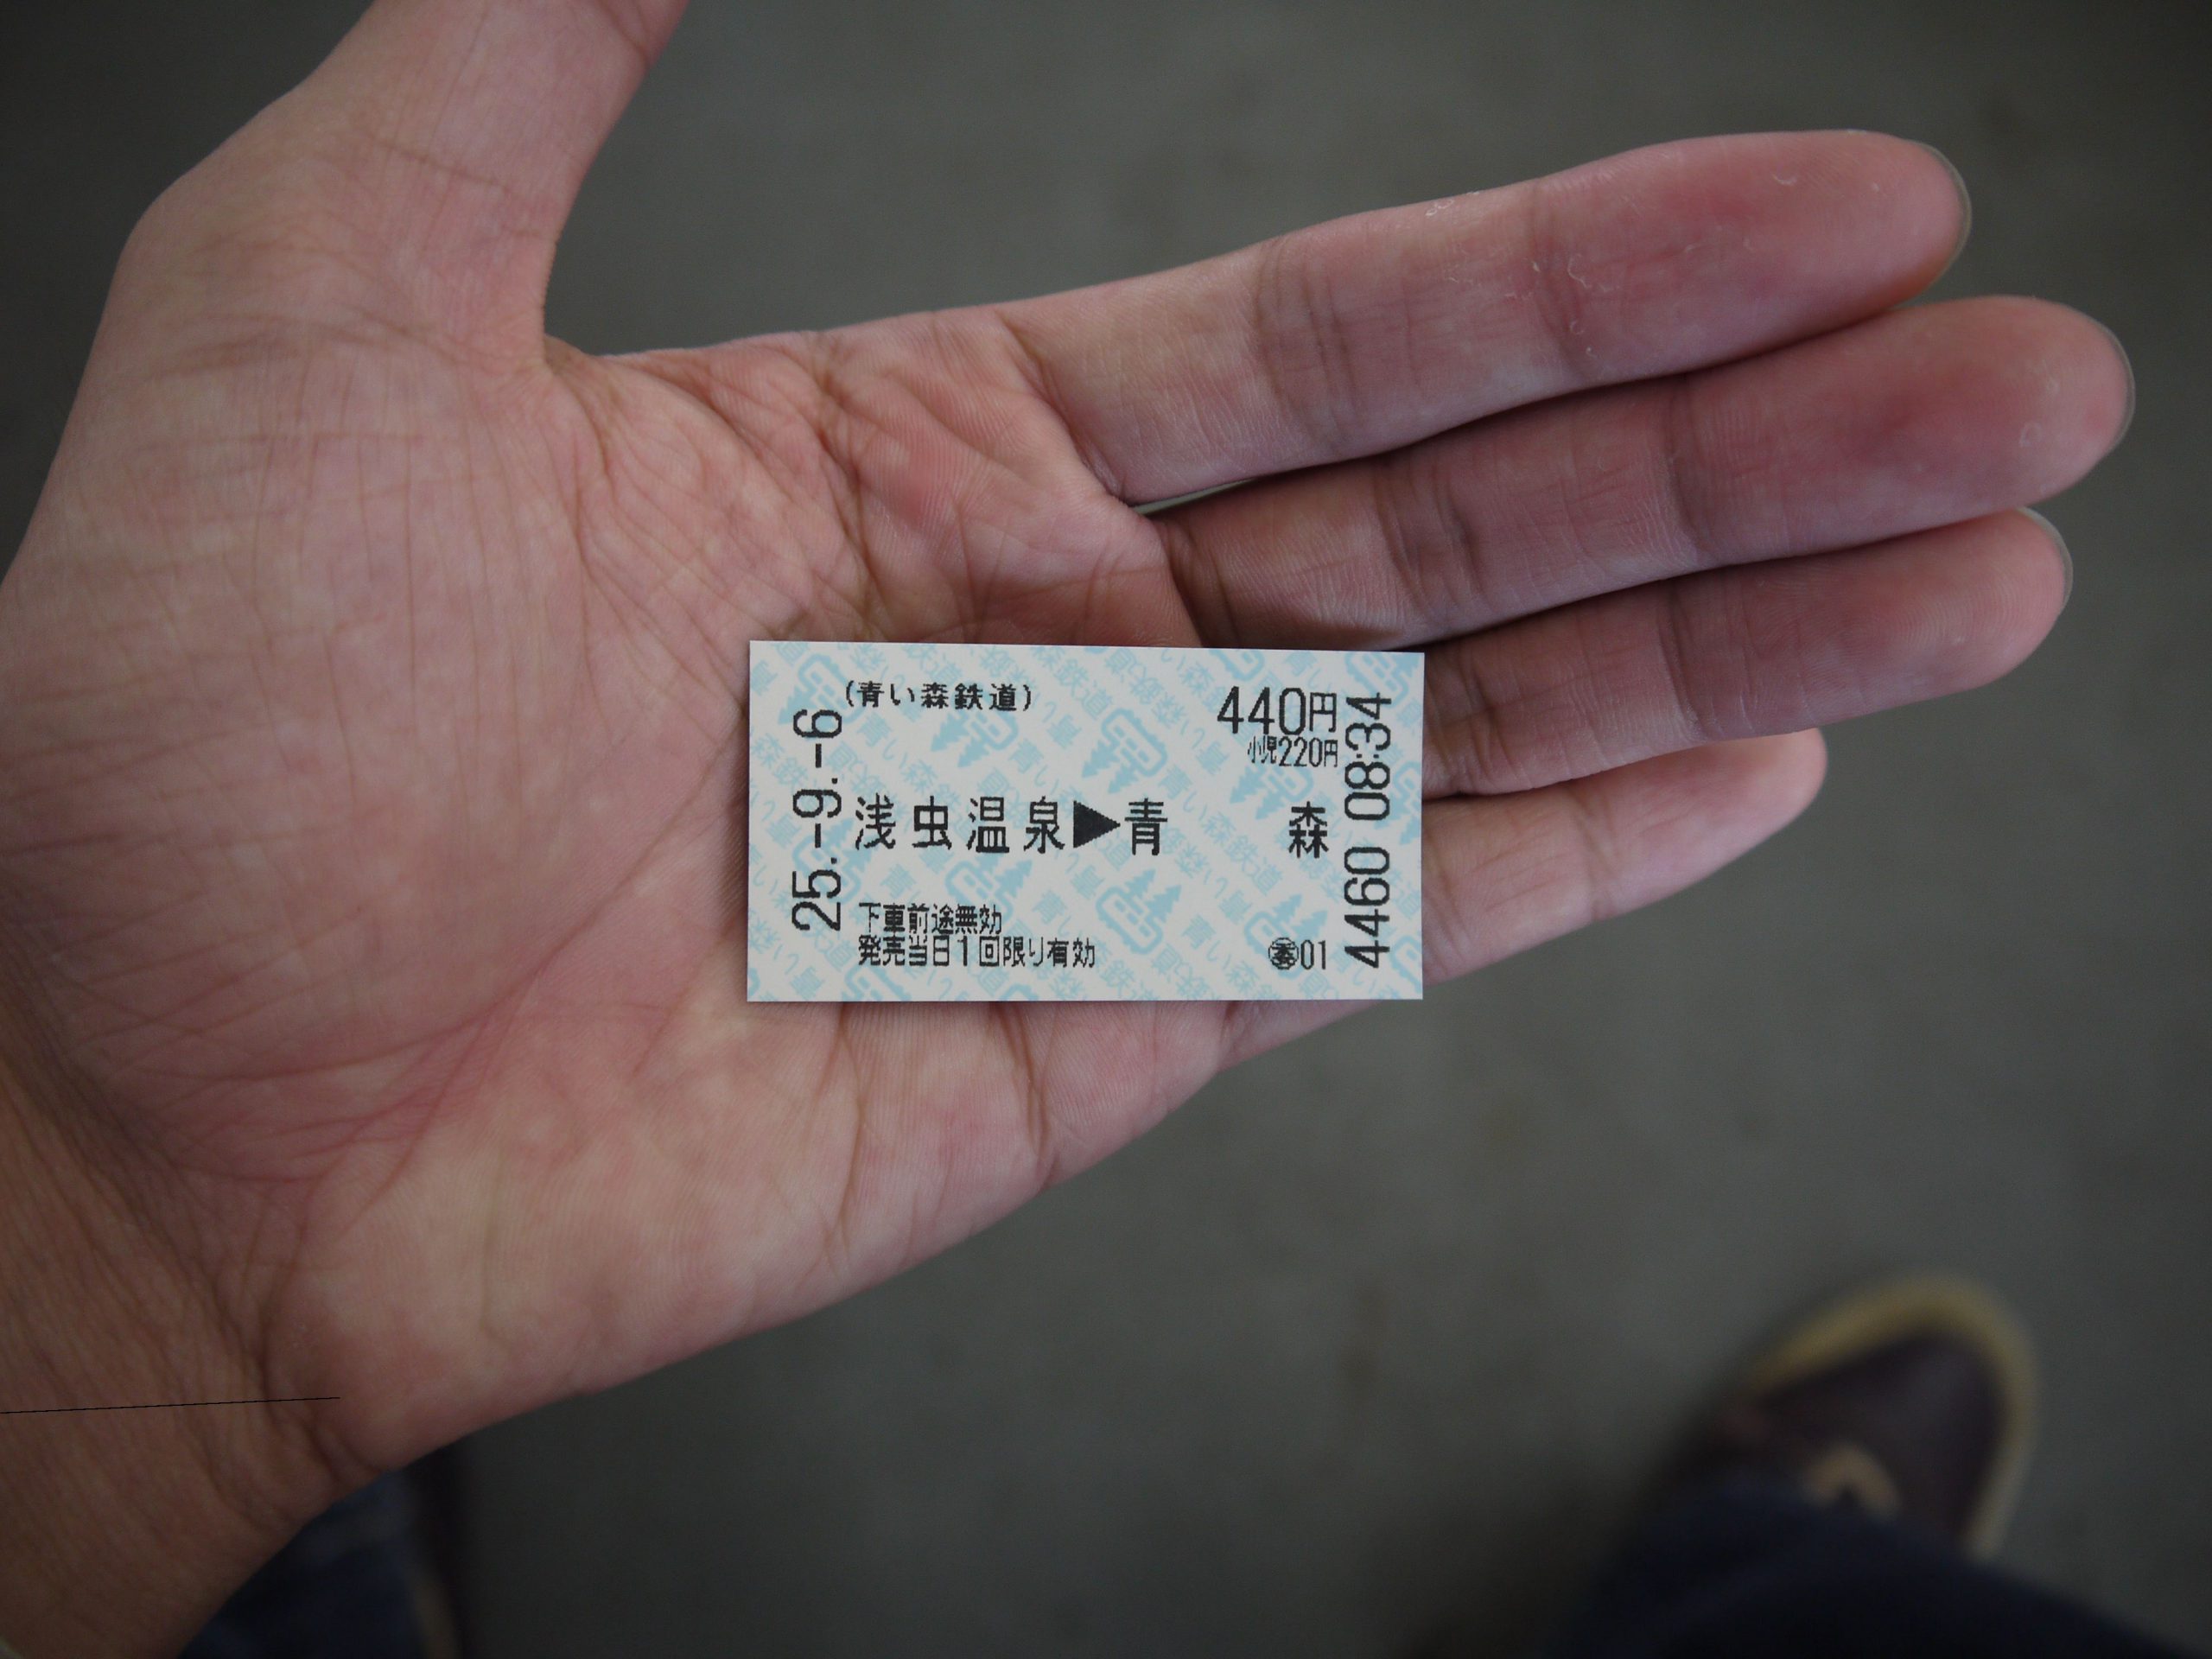 (青い森鉄道)
440円
小児220円
25.-9.-6
浅虫温泉▶青森
下車前途無効
発売当日1回限り有効
㊄01
4460 08:34